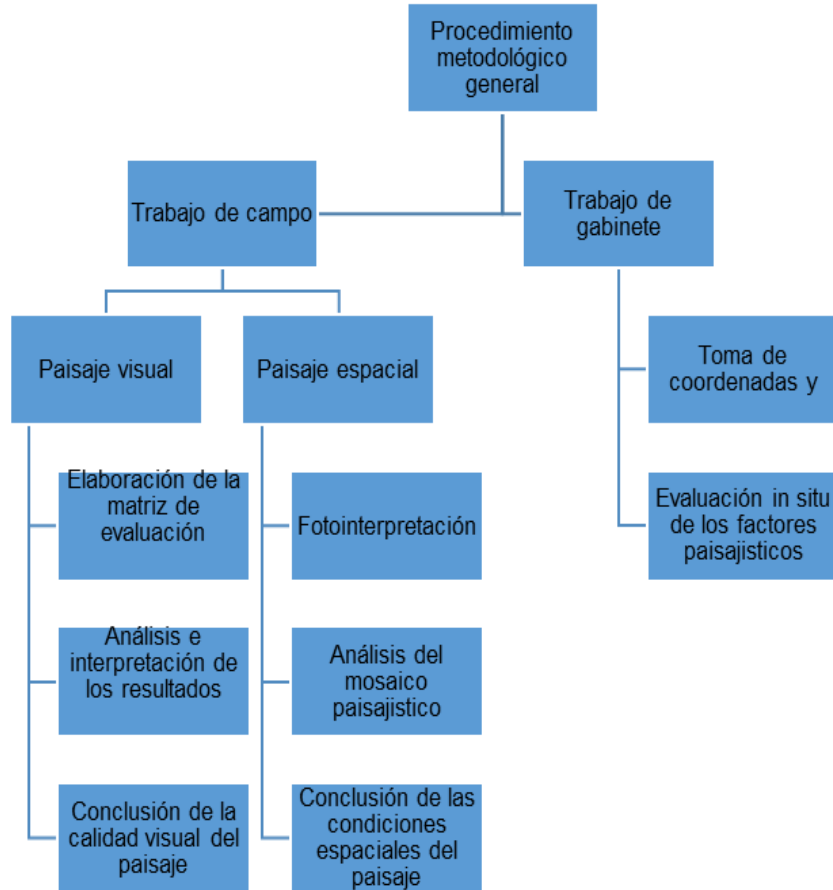 Procedimiento
metodológico
general
Trabajo de campo
Trabajo de
gabinete
Paisaje visual
Paisaje espacial
Toma de
coordenadas y
Elaboración de la
matriz de
evaluación
Fotointerpretación
Evaluación in situ
de los factores
paisajisticos
Análisis e
interpretación de
los resultados
Análisis del
mosaico
paisajistico
Conclusión de la
calidad visual del
paisaje
Conclusión de las
condiciones
espaciales del
paisaje